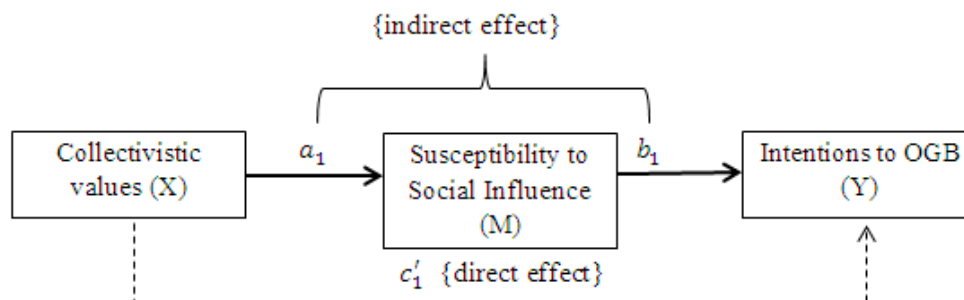 {indirect effect}
Collectivistic
values (X)
a₁
Susceptibility to
Social Influence
(M)
b₁
Intentions to OGB
(Y)
c′₁ {direct effect}